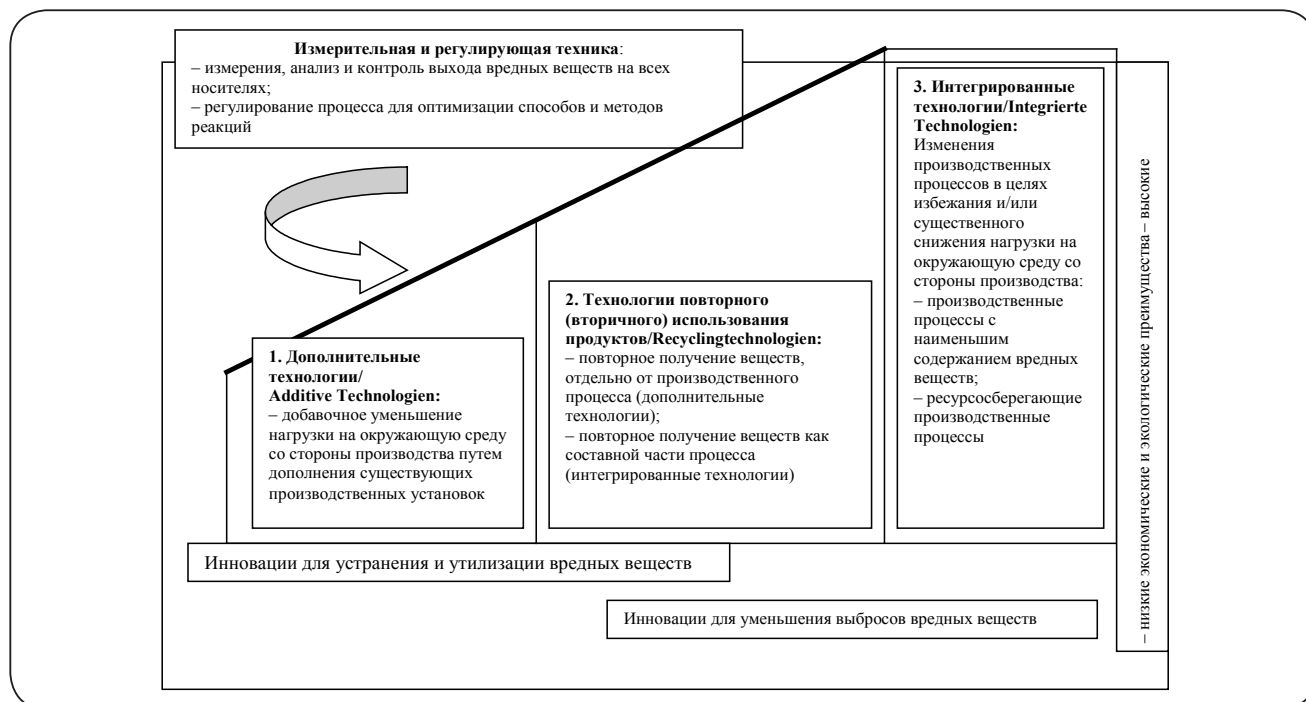 Измерительная и регулирующая техника:
– измерения, анализ и контроль выхода вредных веществ на всех
носителях;
– регулирование процесса для оптимизации способов и методов
реакций
1. Дополнительные
технологии/
Additive Technologien:
– добавочное уменьшение
нагрузки на окружающую среду
со стороны производства путем
дополнения существующих
производственных установок
2. Технологии повторного
(вторичного) использования
продуктов/Recyclingtechnologien:
– повторное получение веществ,
отдельно от производственного
процесса (дополнительные
технологии);
– повторное получение веществ как
составной части процесса
(интегрированные технологии)
3. Интегрированные
технологии/Integrierte
Technologien:
Изменения
производственных
процессов в целях
избежания и/или
существенного
снижения нагрузки на
окружающую среду со
стороны производства:
– производственные
процессы с
наименьшим
содержанием вредных
веществ;
– ресурсосберегающие
производственные
процессы
– низкие экономические и экологические преимущества – высокие
Инновации для устранения и утилизации вредных веществ
Инновации для уменьшения выбросов вредных веществ